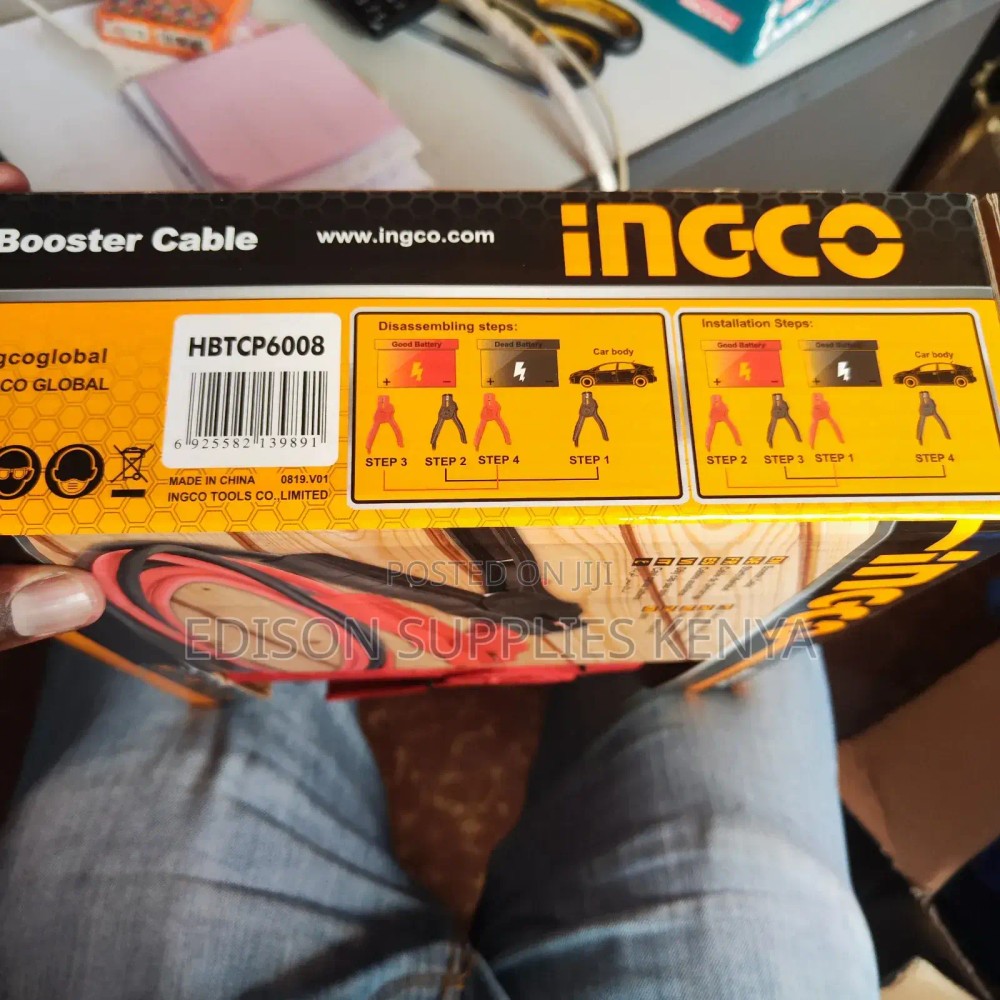 Booster Cable
www.ingco.com
INGCO
gcoglobal
CO GLOBAL
HBTCP6008
6 925582 139891
MADE IN CHINA 0819.V01
INGCO TOOLS CO.,LIMITED
Disassembling steps:
Good Battery
Dead Battery
Car body
+ −
+ −
STEP 3
STEP 2
STEP 4
STEP 1
Installation Steps:
Good Battery
Dead Battery
Car body
+ −
+ −
STEP 2
STEP 3
STEP 1
STEP 4
POSTED ON JIJI
EDISON SUPPLIES KENYA